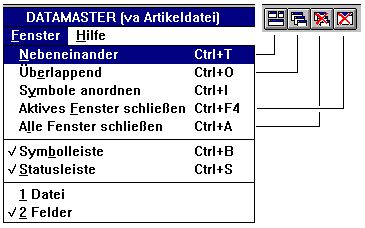 DATAMASTER (va Artikeldatei)
Fenster Hilfe
Nebeneinander Ctrl+T
Überlappend Ctrl+O
Symbole anordnen Ctrl+I
Aktives Fenster schließen Ctrl+F4
Alle Fenster schließen Ctrl+A
✓ Symbolleiste Ctrl+B
✓ Statusleiste Ctrl+S
1 Datei
✓ 2 Felder